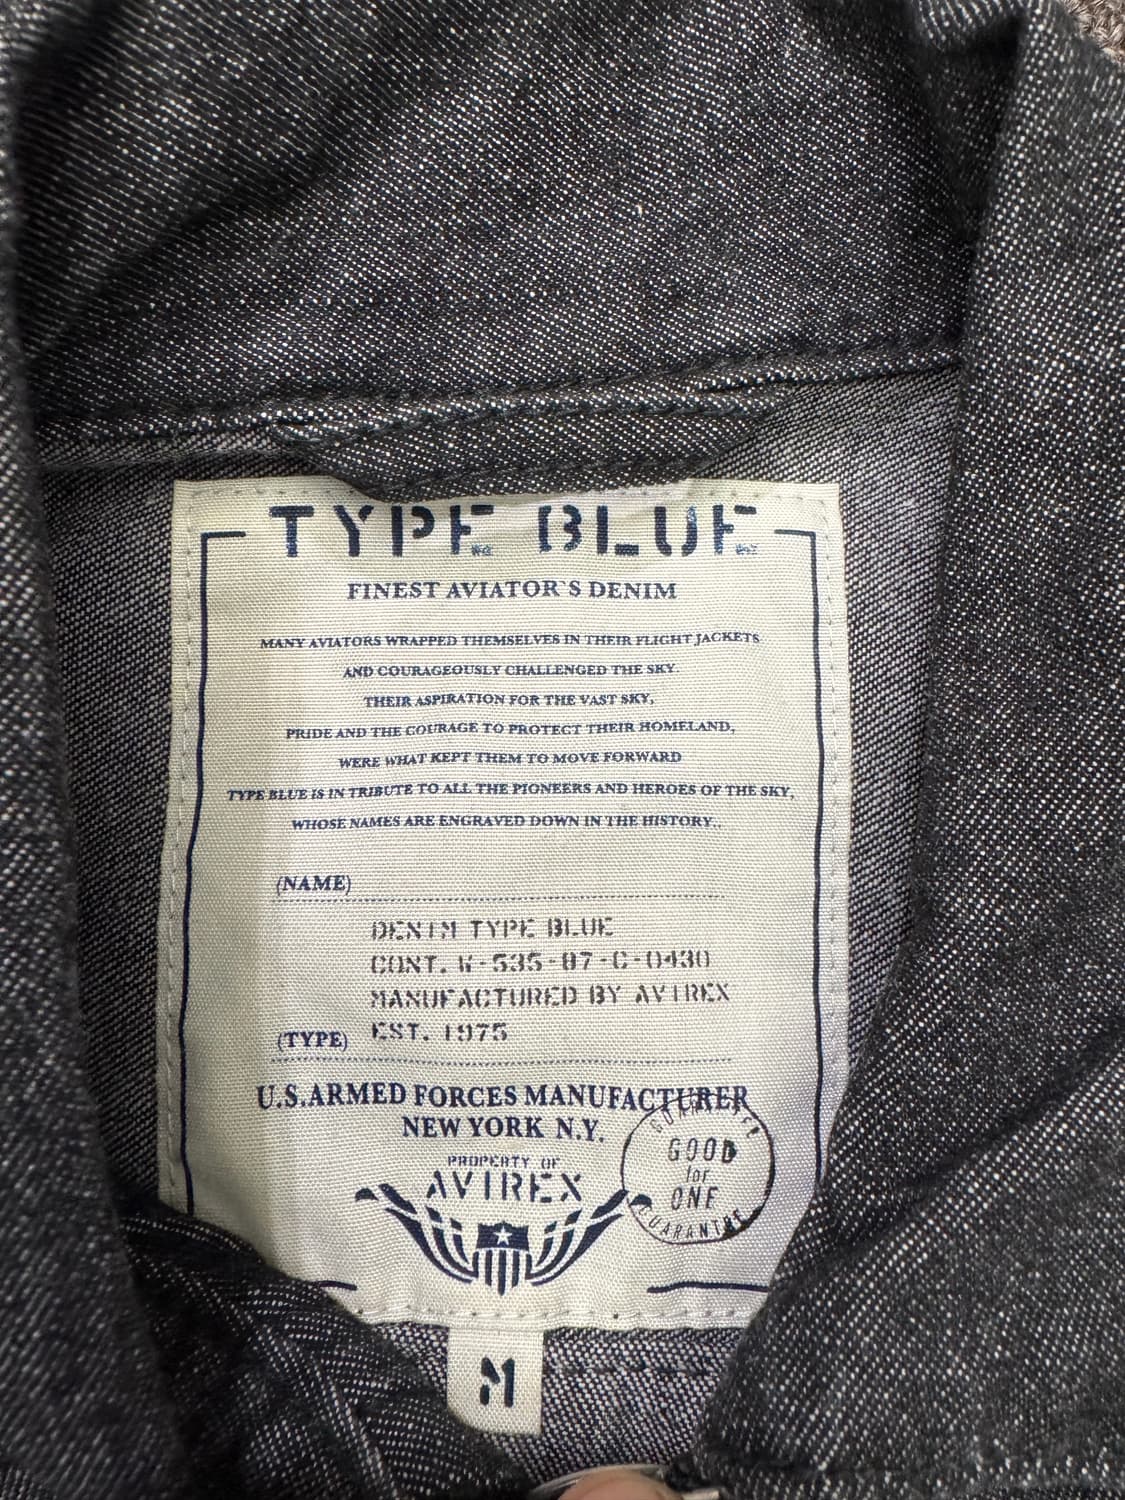 TYPE BLUE
FINEST AVIATOR`S DENIM
MANY AVIATORS WRAPPED THEMSELVES IN THEIR FLIGHT JACKETS
AND COURAGEOUSLY CHALLENGED THE SKY.
THEIR ASPIRATION FOR THE VAST SKY,
PRIDE AND THE COURAGE TO PROTECT THEIR HOMELAND,
WERE WHAT KEPT THEM TO MOVE FORWARD
TYPE BLUE IS IN TRIBUTE TO ALL THE PIONEERS AND HEROES OF THE SKY,
WHOSE NAMES ARE ENGRAVED DOWN IN THE HISTORY..
(NAME)
DENIM TYPE BLUE
CONT. W-535-07-C-0430
MANUFACTURED BY AVIREX
(TYPE) EST. 1975
U.S.ARMED FORCES MANUFACTURER
NEW YORK N.Y.
PROPERTY OF
AVIREX
GUARANTEE
GOOD
for
ONE
GUARANTEE
M